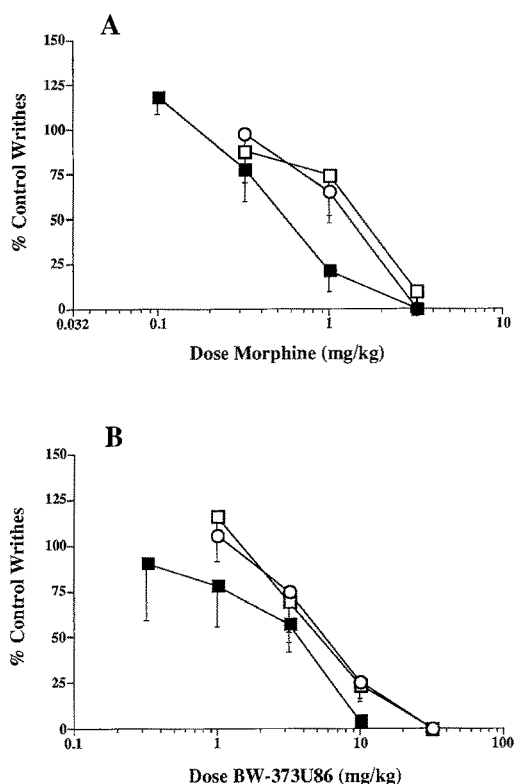 A
% Control Writhes
150
125
100
75
50
25
0
0.032 0.1 1 10
Dose Morphine (mg/kg)
B
% Control Writhes
150
125
100
75
50
25
0
0.1 1 10 100
Dose BW-373U86 (mg/kg)